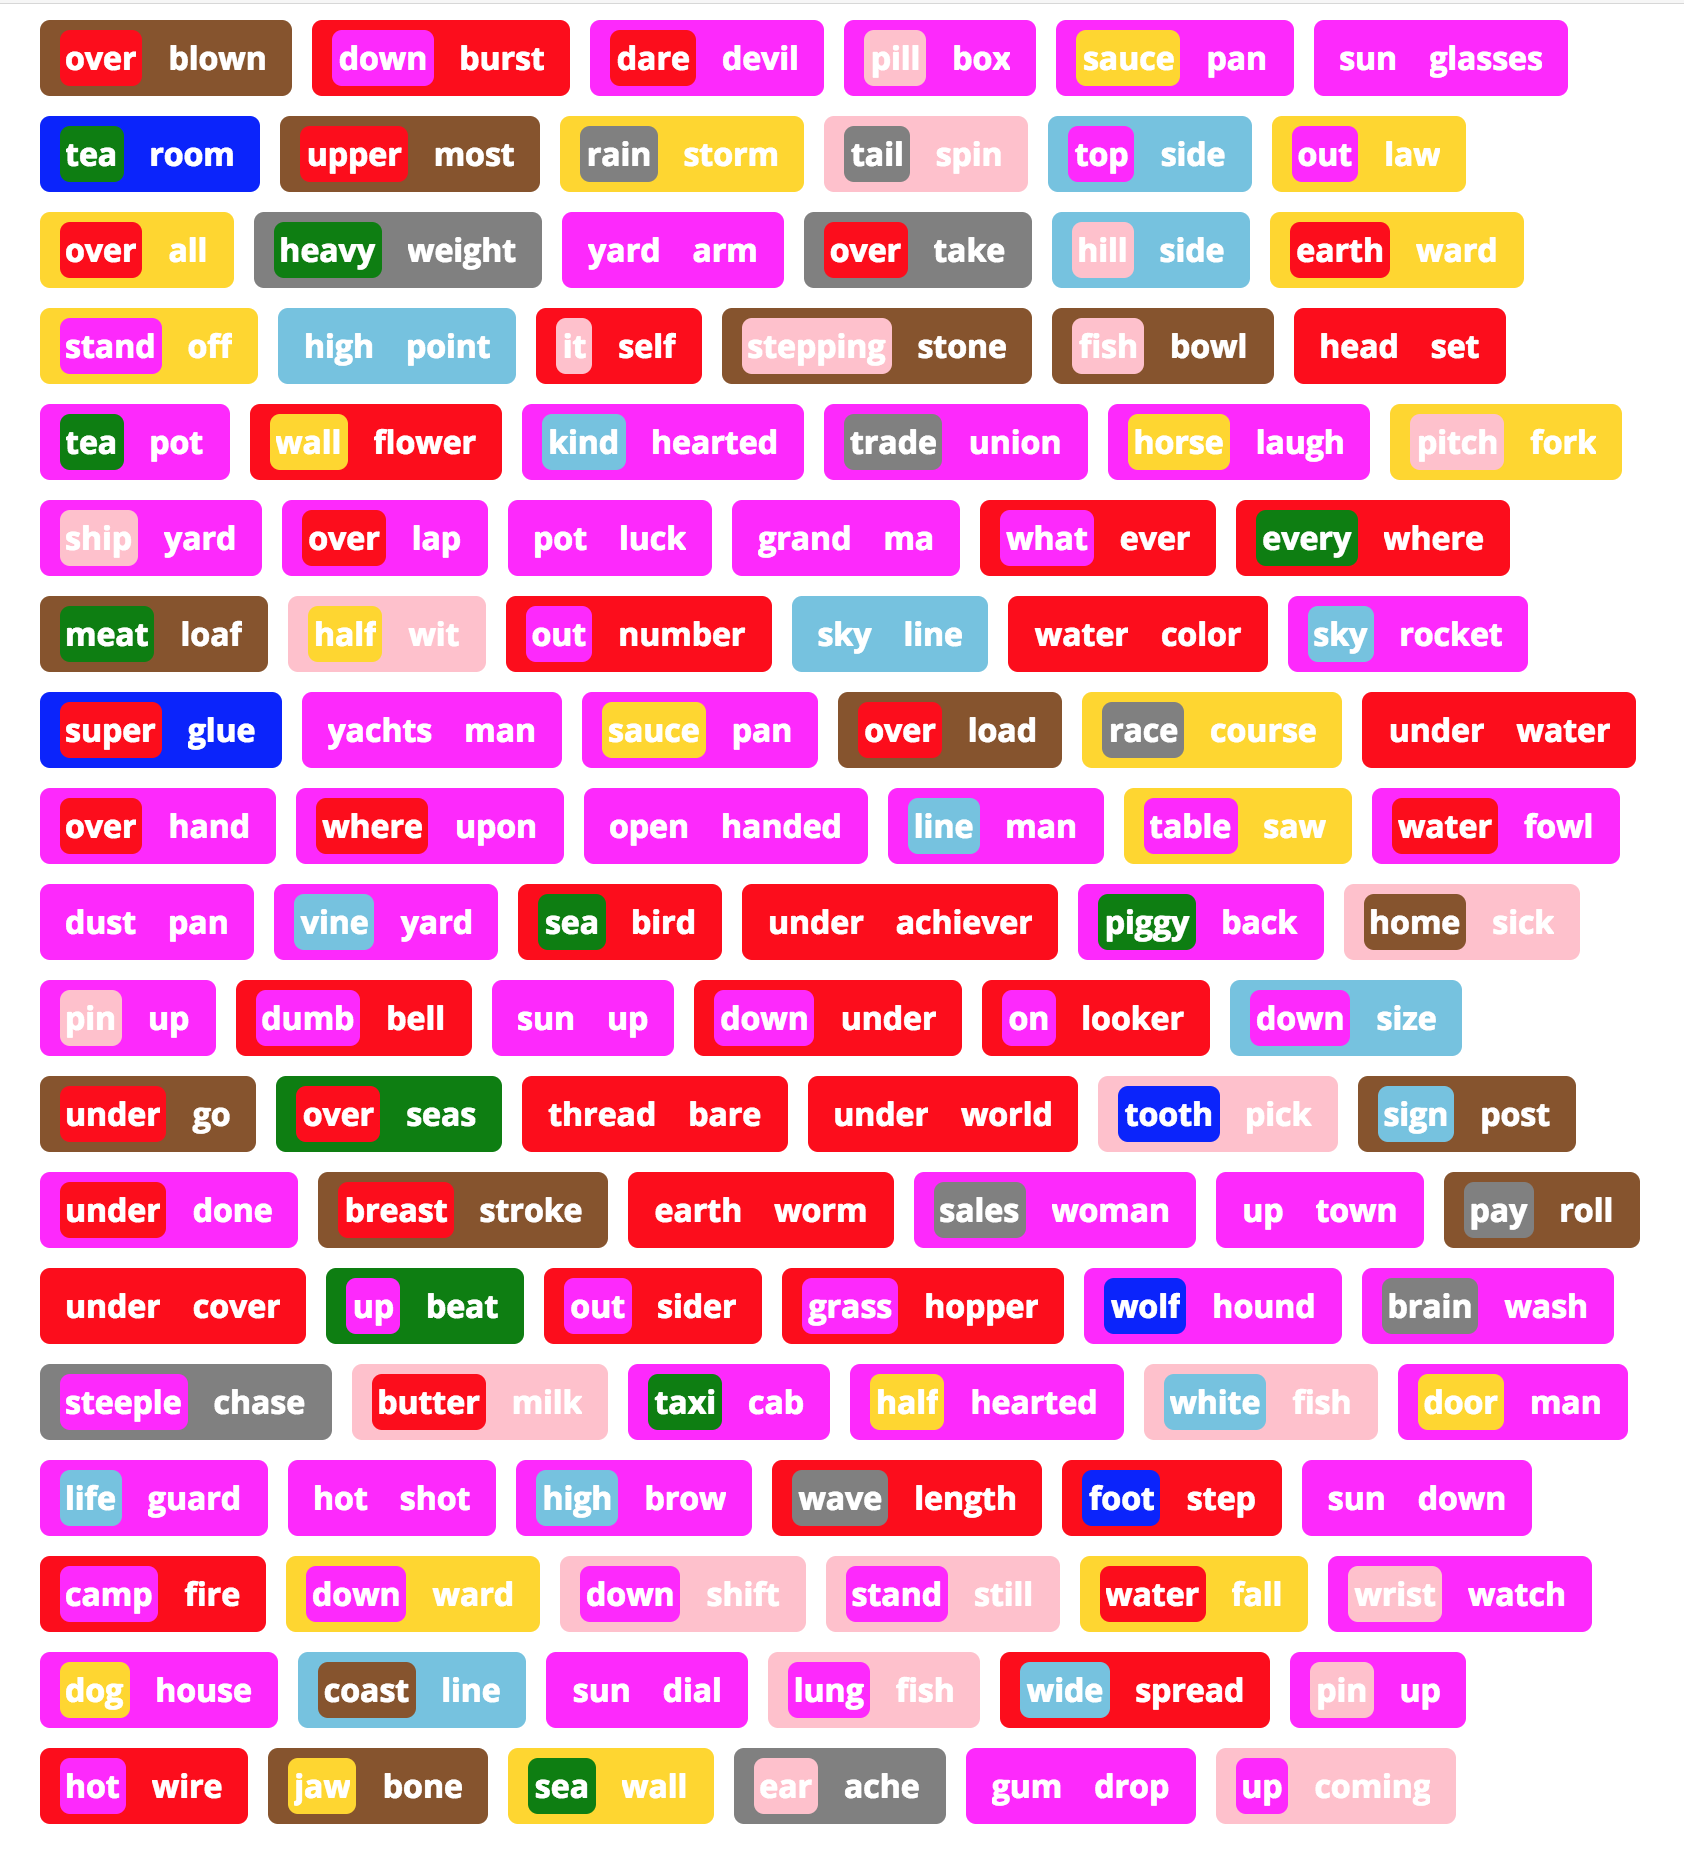 over blown down burst dare devil pill box sauce pan sun glasses
tea room upper most rain storm tail spin top side out law
over all heavy weight yard arm over take hill side earth ward
stand off high point it self stepping stone fish bowl head set
tea pot wall flower kind hearted trade union horse laugh pitch fork
ship yard over lap pot luck grand ma what ever every where
meat loaf half wit out number sky line water color sky rocket
super glue yachts man sauce pan over load race course under water
over hand where upon open handed line man table saw water fowl
dust pan vine yard sea bird under achiever piggy back home sick
pin up dumb bell sun up down under on looker down size
under go over seas thread bare under world tooth pick sign post
under done breast stroke earth worm sales woman up town pay roll
under cover up beat out sider grass hopper wolf hound brain wash
steeple chase butter milk taxi cab half hearted white fish door man
life guard hot shot high brow wave length foot step sun down
camp fire down ward down shift stand still water fall wrist watch
dog house coast line sun dial lung fish wide spread pin up
hot wire jaw bone sea wall ear ache gum drop up coming